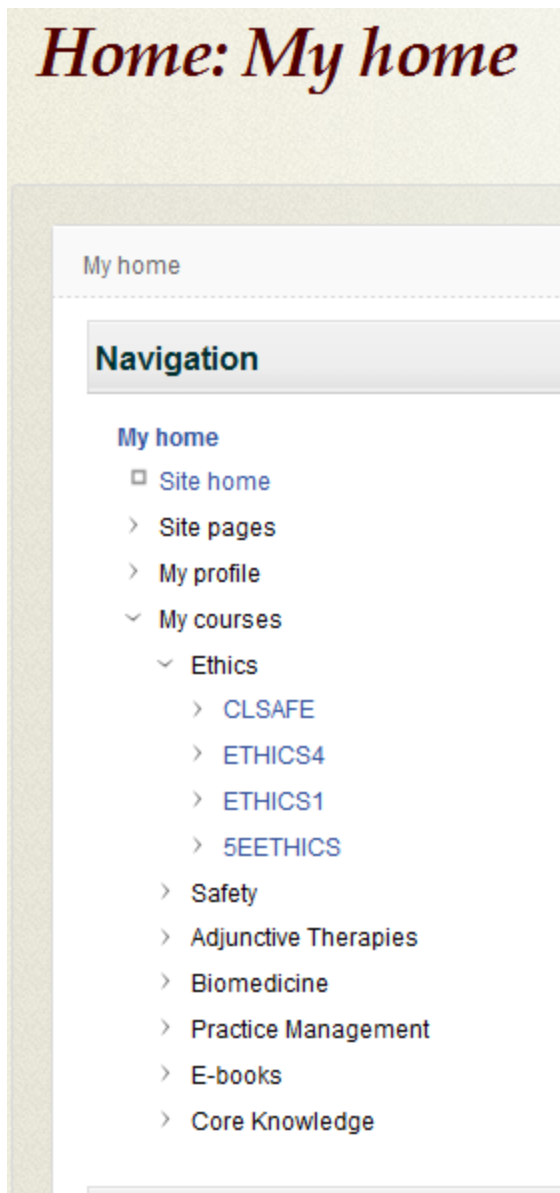 Home: My home
My home
Navigation
My home
Site home
Site pages
My profile
My courses
Ethics
CLSAFE
ETHICS4
ETHICS1
5EETHICS
Safety
Adjunctive Therapies
Biomedicine
Practice Management
E-books
Core Knowledge